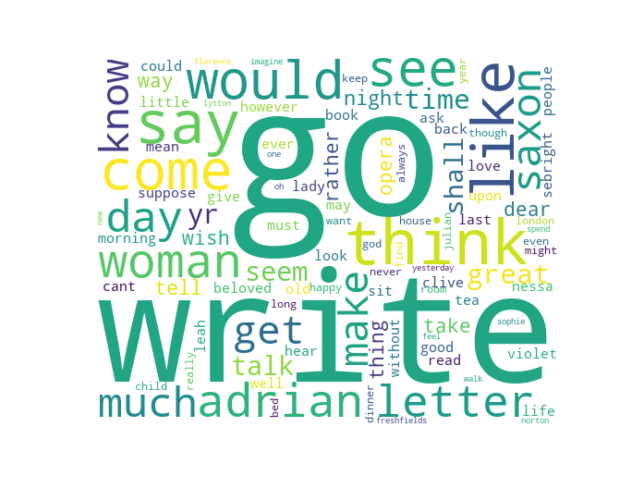 could florence imagine keep see year
know way would night time like saxon people
little lytton however book ask back though
say mean ever one rather opera always shall love sebright
come suppose give oh lady upon
day yr must may want house julian dear last london
new morning wish look god find think even spend
woman seem never yesterday clive great nessa might
cant tell beloved old happy sit room tea
write go long get make thing without take sophie
leah really talk hear good feel read violet
child well walk
much adrian bed dinner letter life
freshfields norton